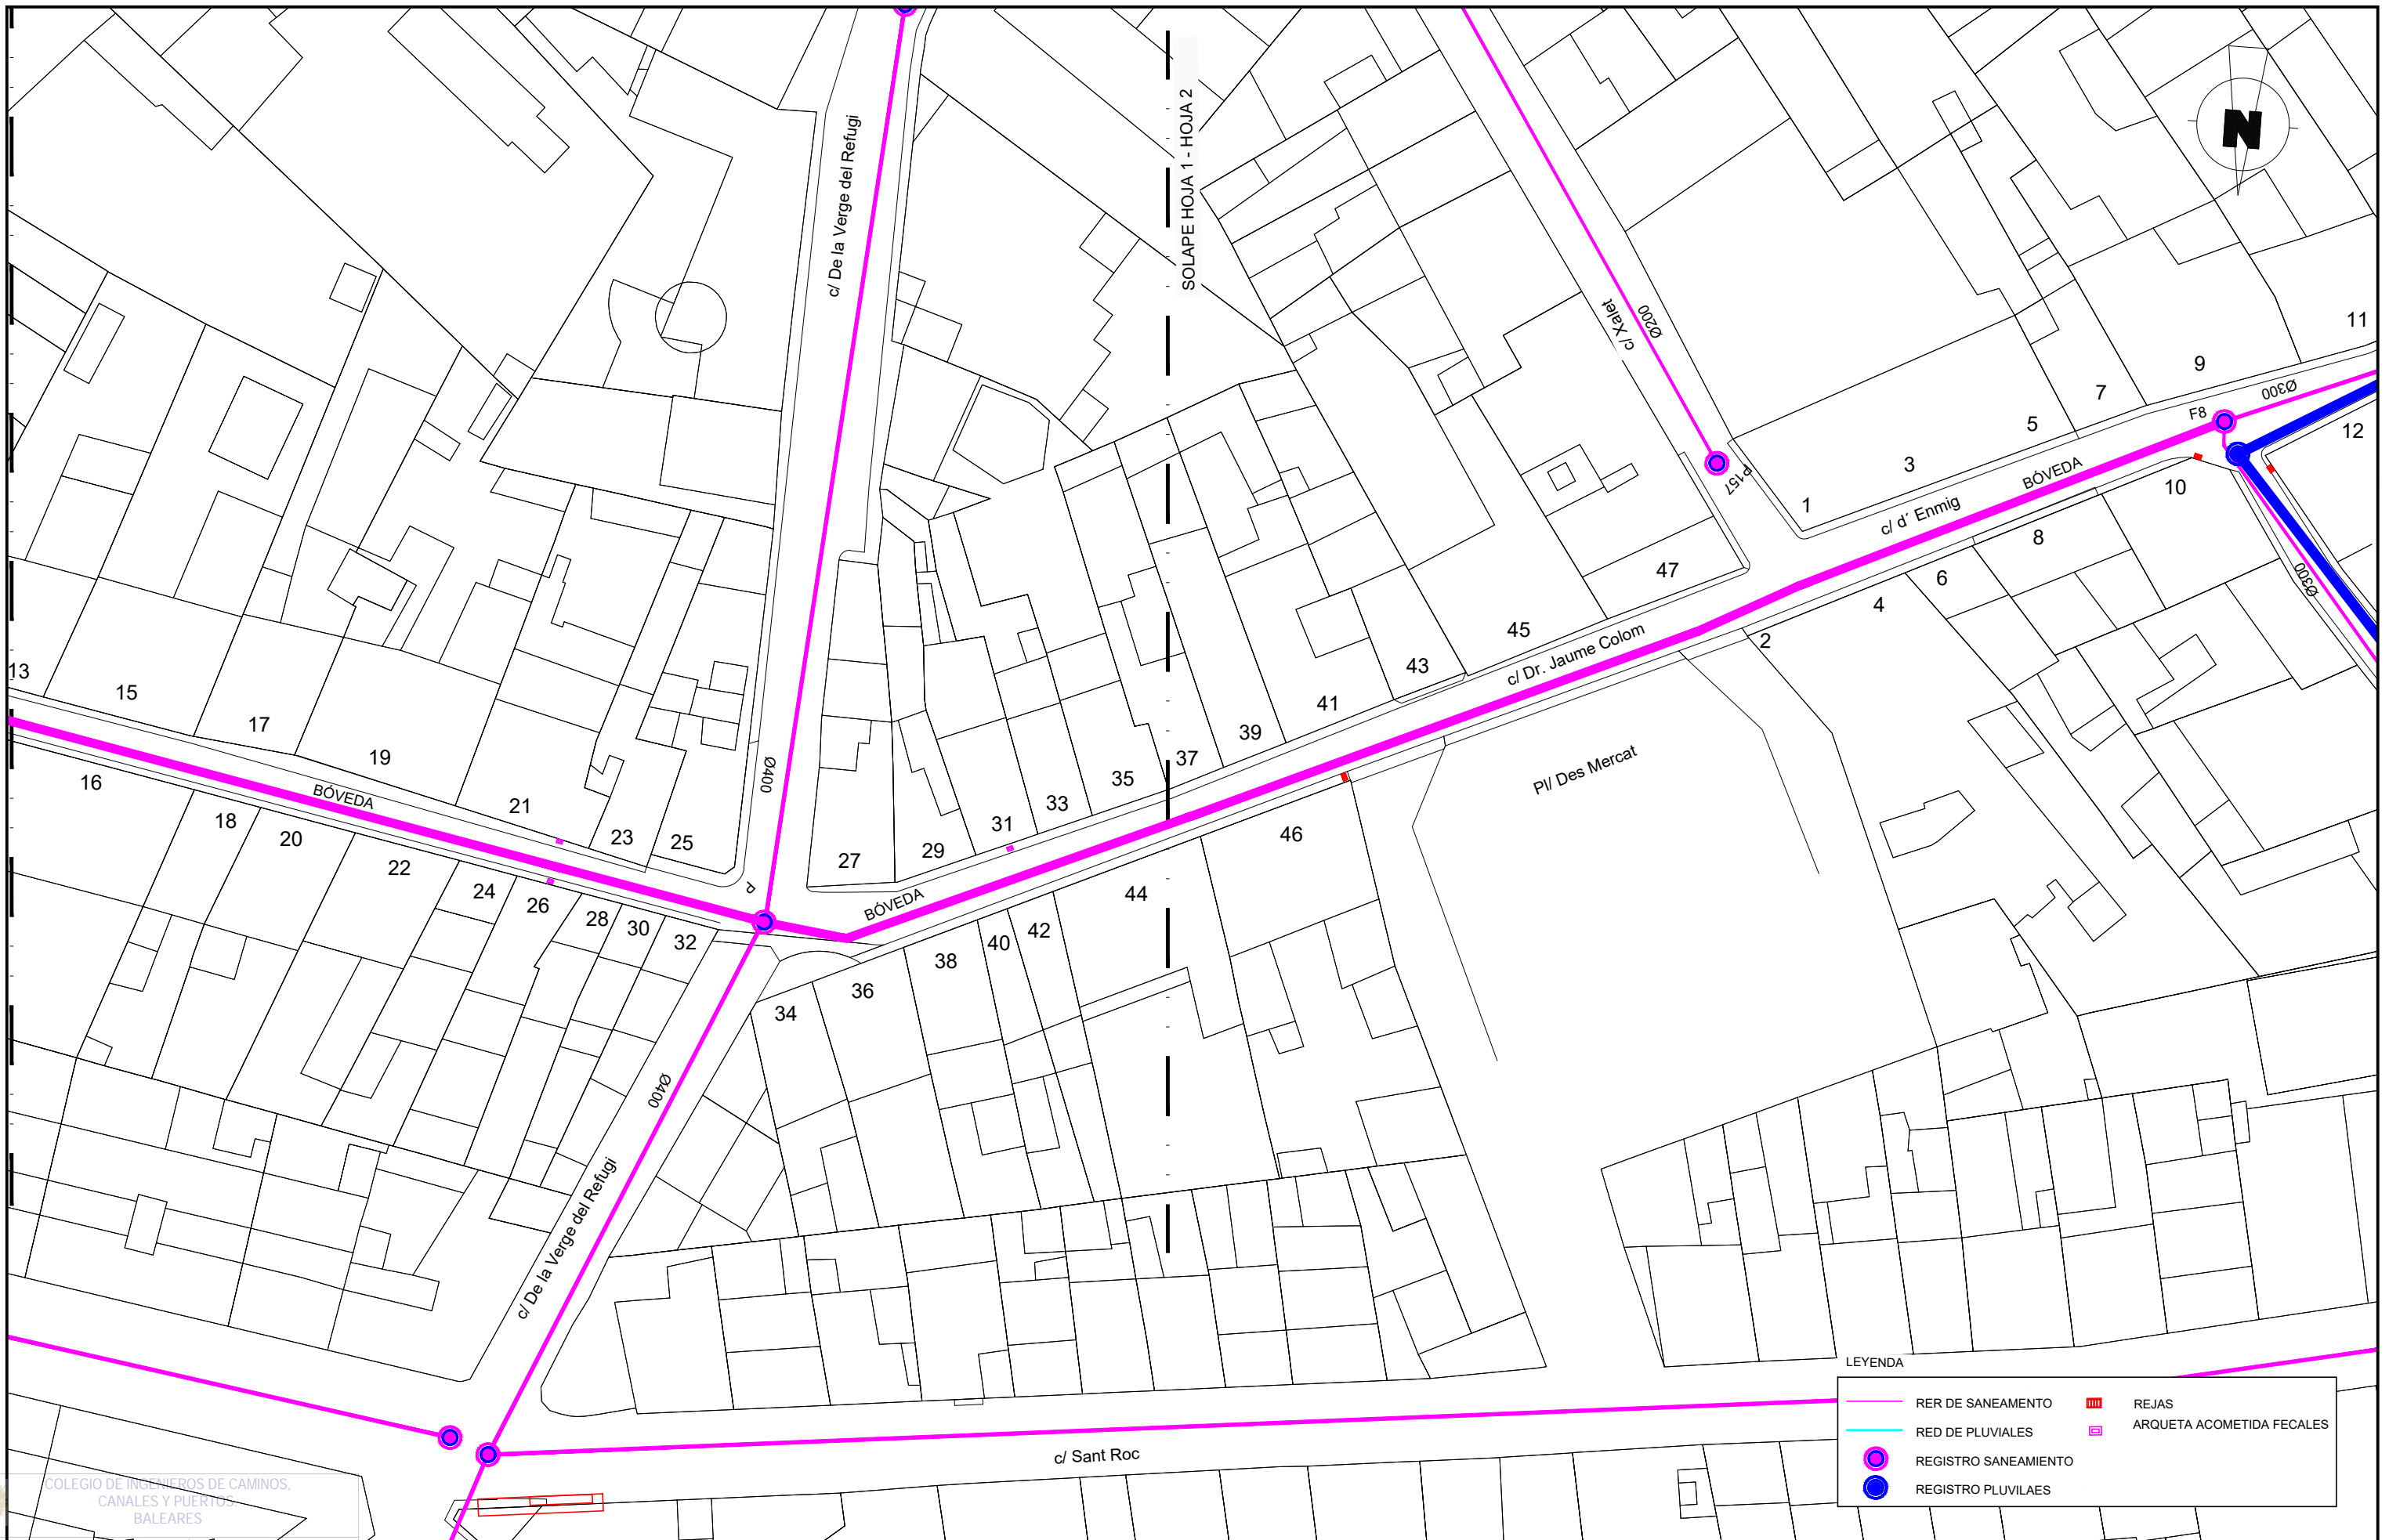 c/ De la Verge del Refugi
SOLAPE HOJA 1 - HOJA 2
N
c/ Xalet
Ø200
P157
11
9
7
5
3
1
F8
Ø300
12
BÓVEDA
c/ d´ Enmig
10
8
6
4
2
Ø300
47
45
43
41
39
37
35
33
31
29
27
c/ Dr. Jaume Colom
Pl/ Des Mercat
13
15
17
19
21
23
25
Ø400
P
BÓVEDA
16
18
20
22
24
26
28
30
32
BÓVEDA
34
36
38
40
42
44
46
Ø400
c/ De la Verge del Refugi
c/ Sant Roc
LEYENDA
RER DE SANEAMENTO
REJAS
RED DE PLUVIALES
ARQUETA ACOMETIDA FECALES
REGISTRO SANEAMIENTO
REGISTRO PLUVILAES
COLEGIO DE INGENIEROS DE CAMINOS,
CANALES Y PUERTOS.
BALEARES